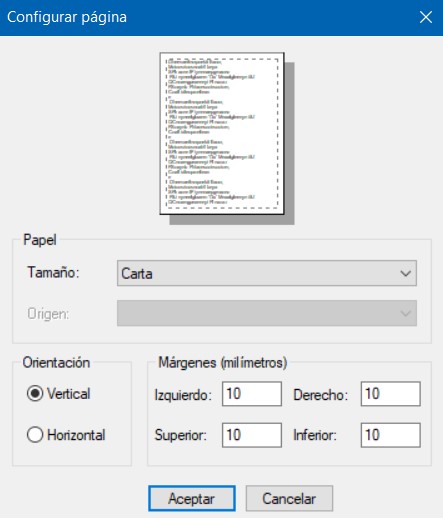 Configurar página
Papel
Tamaño: Carta
Origen:
Orientación
Vertical
Horizontal
Márgenes (milímetros)
Izquierdo: 10 Derecho: 10
Superior: 10 Inferior: 10
Aceptar Cancelar